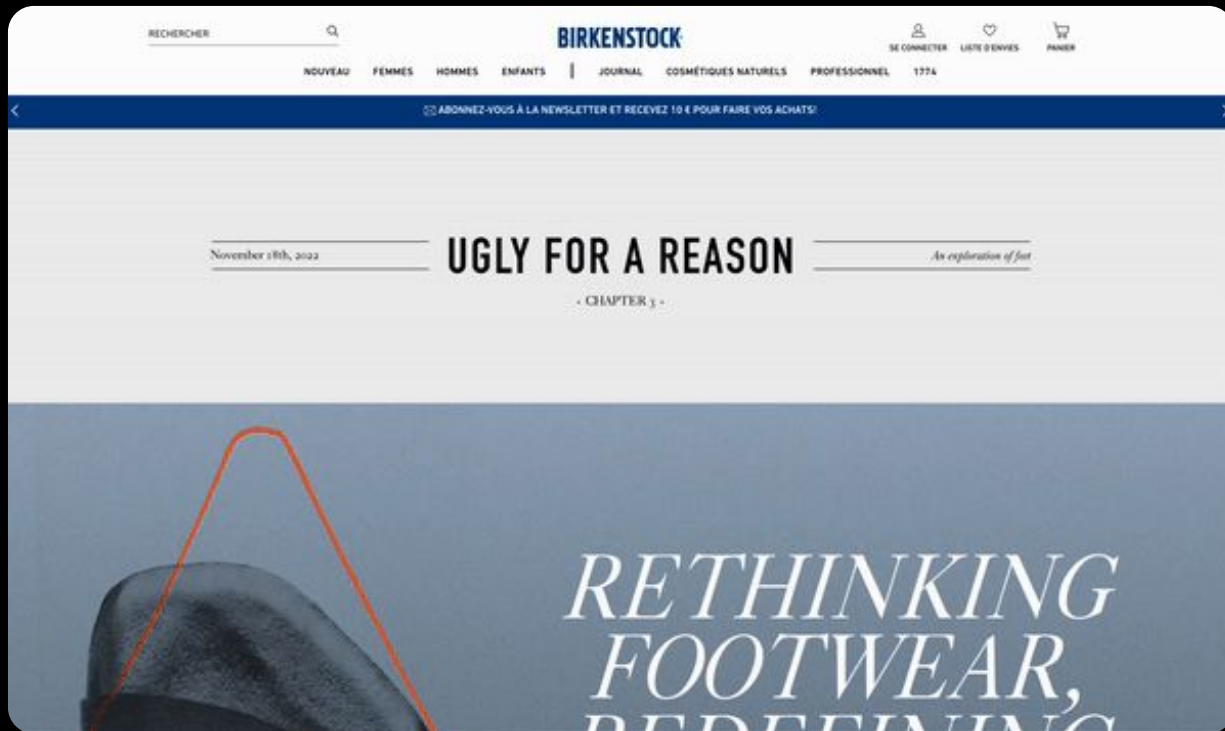 RECHERCHER
BIRKENSTOCK
SE CONNECTER LISTE D'ENVIES PANIER
NOUVEAU FEMMES HOMMES ENFANTS | JOURNAL COSMÉTIQUES NATURELS PROFESSIONNEL 1774
ABONNEZ-VOUS À LA NEWSLETTER ET RECEVEZ 10 € POUR FAIRE VOS ACHATS!
November 18th, 2022 UGLY FOR A REASON An exploration of feet
- CHAPTER 3 -
RETHINKING
FOOTWEAR,
REDEFINING